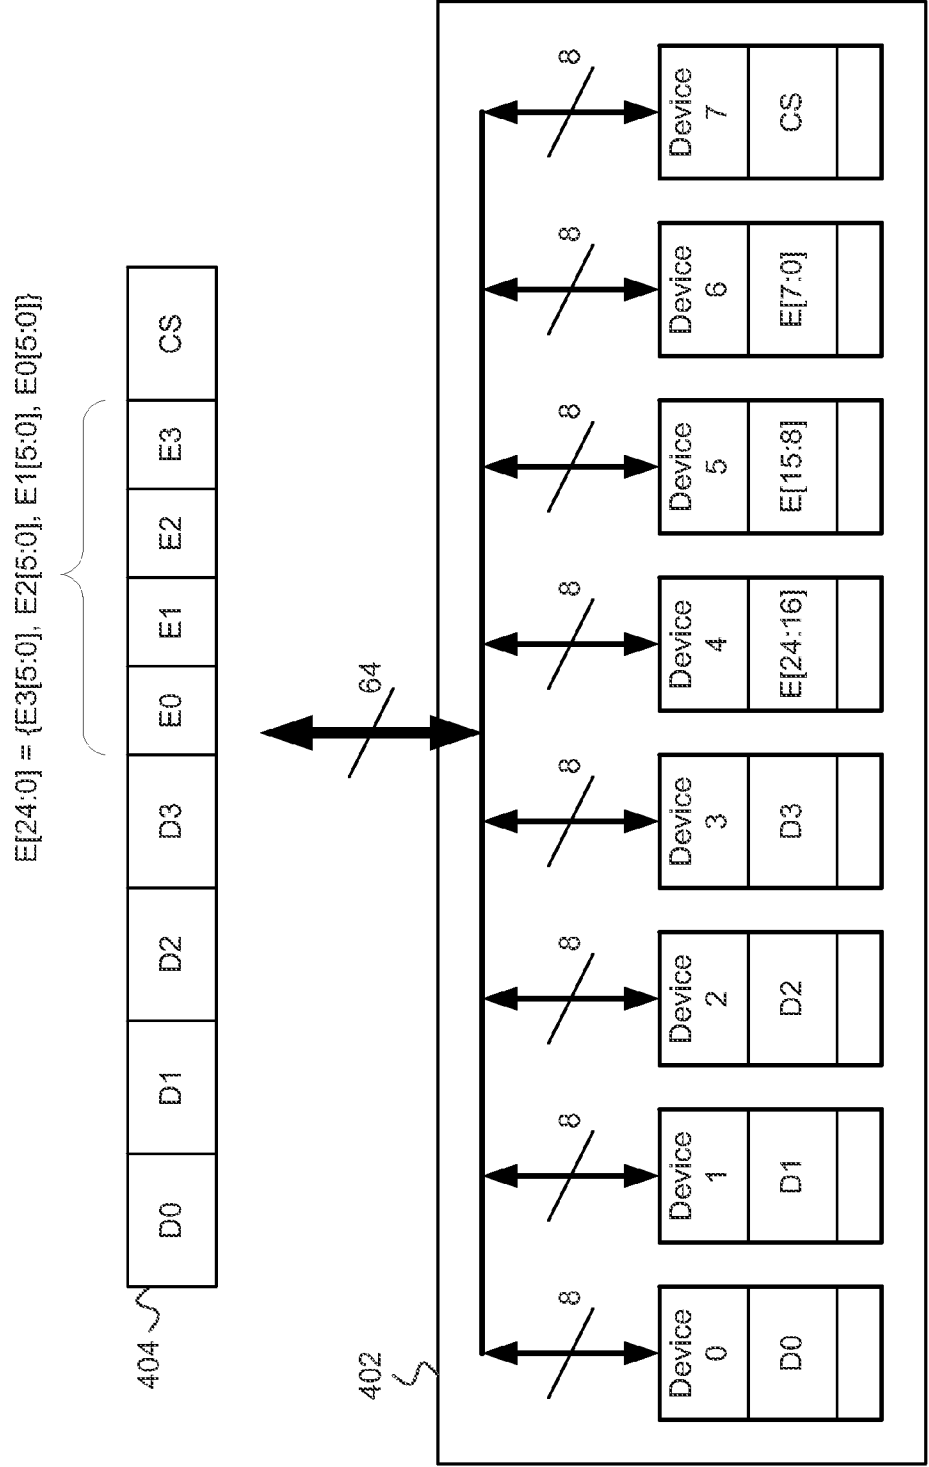 E[24:0] = {E3[5:0], E2[5:0], E1[5:0], E0[5:0]}
D0 D1 D2 D3 E0 E1 E2 E3 CS
404
64
402
8 8 8 8 8 8 8 8
Device 0 Device 1 Device 2 Device 3 Device 4 Device 5 Device 6 Device 7
D0 D1 D2 D3 E[24:16] E[15:8] E[7:0] CS